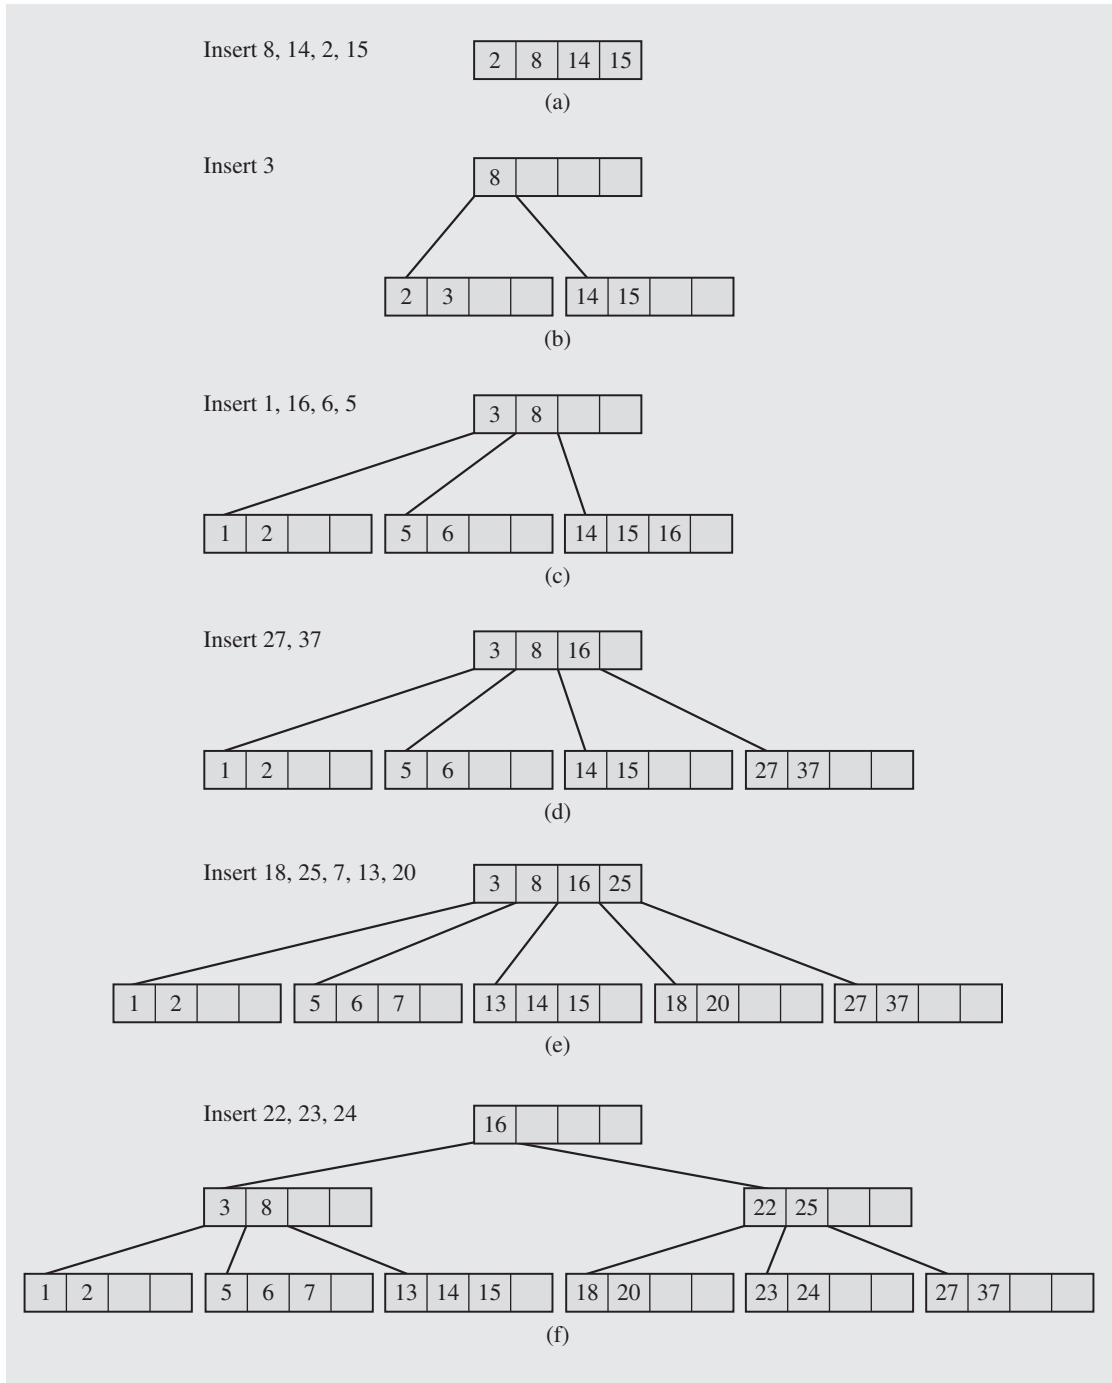 Insert 8, 14, 2, 15
2 8 14 15
(a)
Insert 3
8
2 3 14 15
(b)
Insert 1, 16, 6, 5
3 8
1 2 5 6 14 15 16
(c)
Insert 27, 37
3 8 16
1 2 5 6 14 15 27 37
(d)
Insert 18, 25, 7, 13, 20
3 8 16 25
1 2 5 6 7 13 14 15 18 20 27 37
(e)
Insert 22, 23, 24
16
3 8 22 25
1 2 5 6 7 13 14 15 18 20 23 24 27 37
(f)